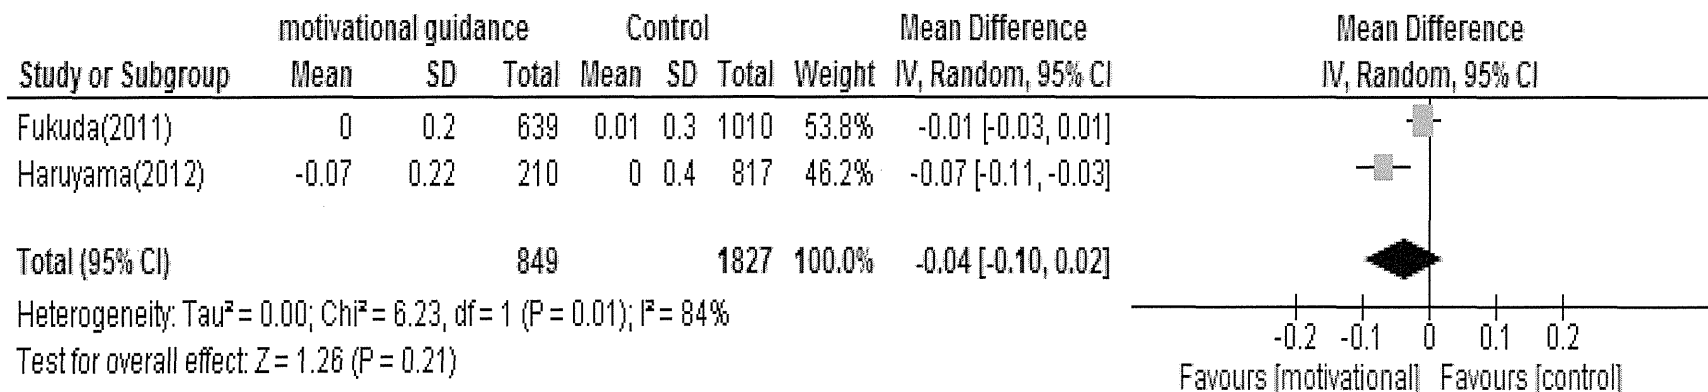 motivational guidance Control Mean Difference Mean Difference
Study or Subgroup Mean SD Total Mean SD Total Weight IV, Random, 95% CI IV, Random, 95% CI
Fukuda(2011) 0 0.2 639 0.01 0.3 1010 53.8% -0.01 [-0.03, 0.01]
Haruyama(2012) -0.07 0.22 210 0 0.4 817 46.2% -0.07 [-0.11, -0.03]
Total (95% CI) 849 1827 100.0% -0.04 [-0.10, 0.02]
Heterogeneity: Tau² = 0.00; Chi² = 6.23, df = 1 (P = 0.01); I² = 84%
Test for overall effect: Z = 1.26 (P = 0.21)
-0.2 -0.1 0 0.1 0.2
Favours [motivational] Favours [control]